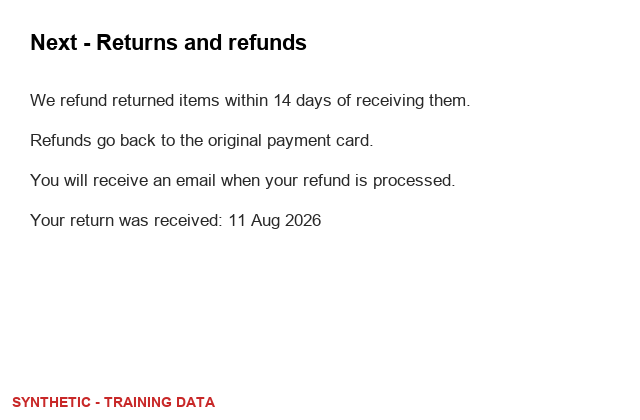 Next - Returns and refunds
We refund returned items within 14 days of receiving them.
Refunds go back to the original payment card.
You will receive an email when your refund is processed.
Your return was received: 11 Aug 2026
SYNTHETIC - TRAINING DATA